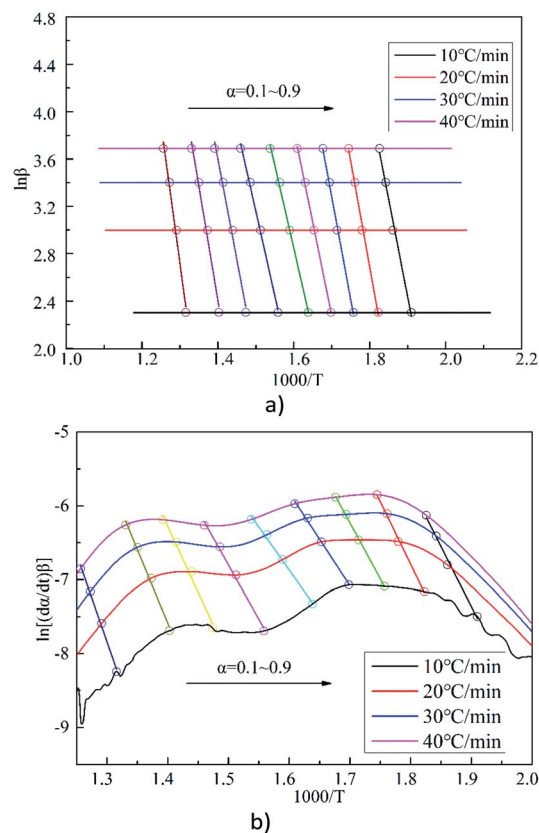 4.8
4.4
4.0
3.6
3.2
2.8
2.4
2.0
lnβ
α=0.1~0.9
10℃/min
20℃/min
30℃/min
40℃/min
1.0 1.2 1.4 1.6 1.8 2.0 2.2
1000/T
a)
-5
-6
-7
-8
-9
ln[(dα/dt)β]
α=0.1~0.9
10℃/min
20℃/min
30℃/min
40℃/min
1.3 1.4 1.5 1.6 1.7 1.8 1.9 2.0
1000/T
b)